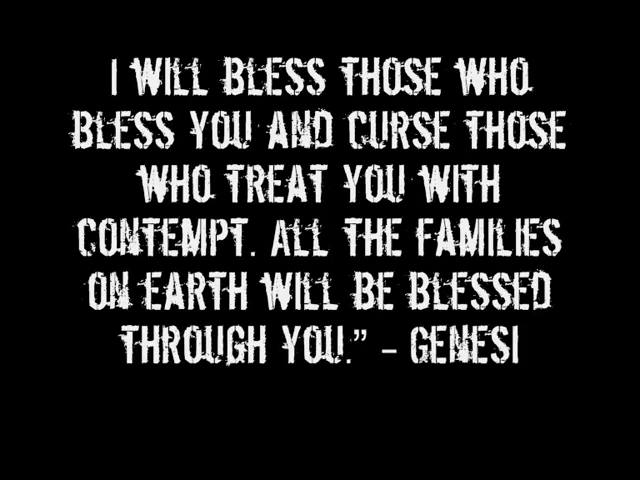 I WILL BLESS THOSE WHO
BLESS YOU AND CURSE THOSE
WHO TREAT YOU WITH
CONTEMPT. ALL THE FAMILIES
ON EARTH WILL BE BLESSED
THROUGH YOU.” – GENESI